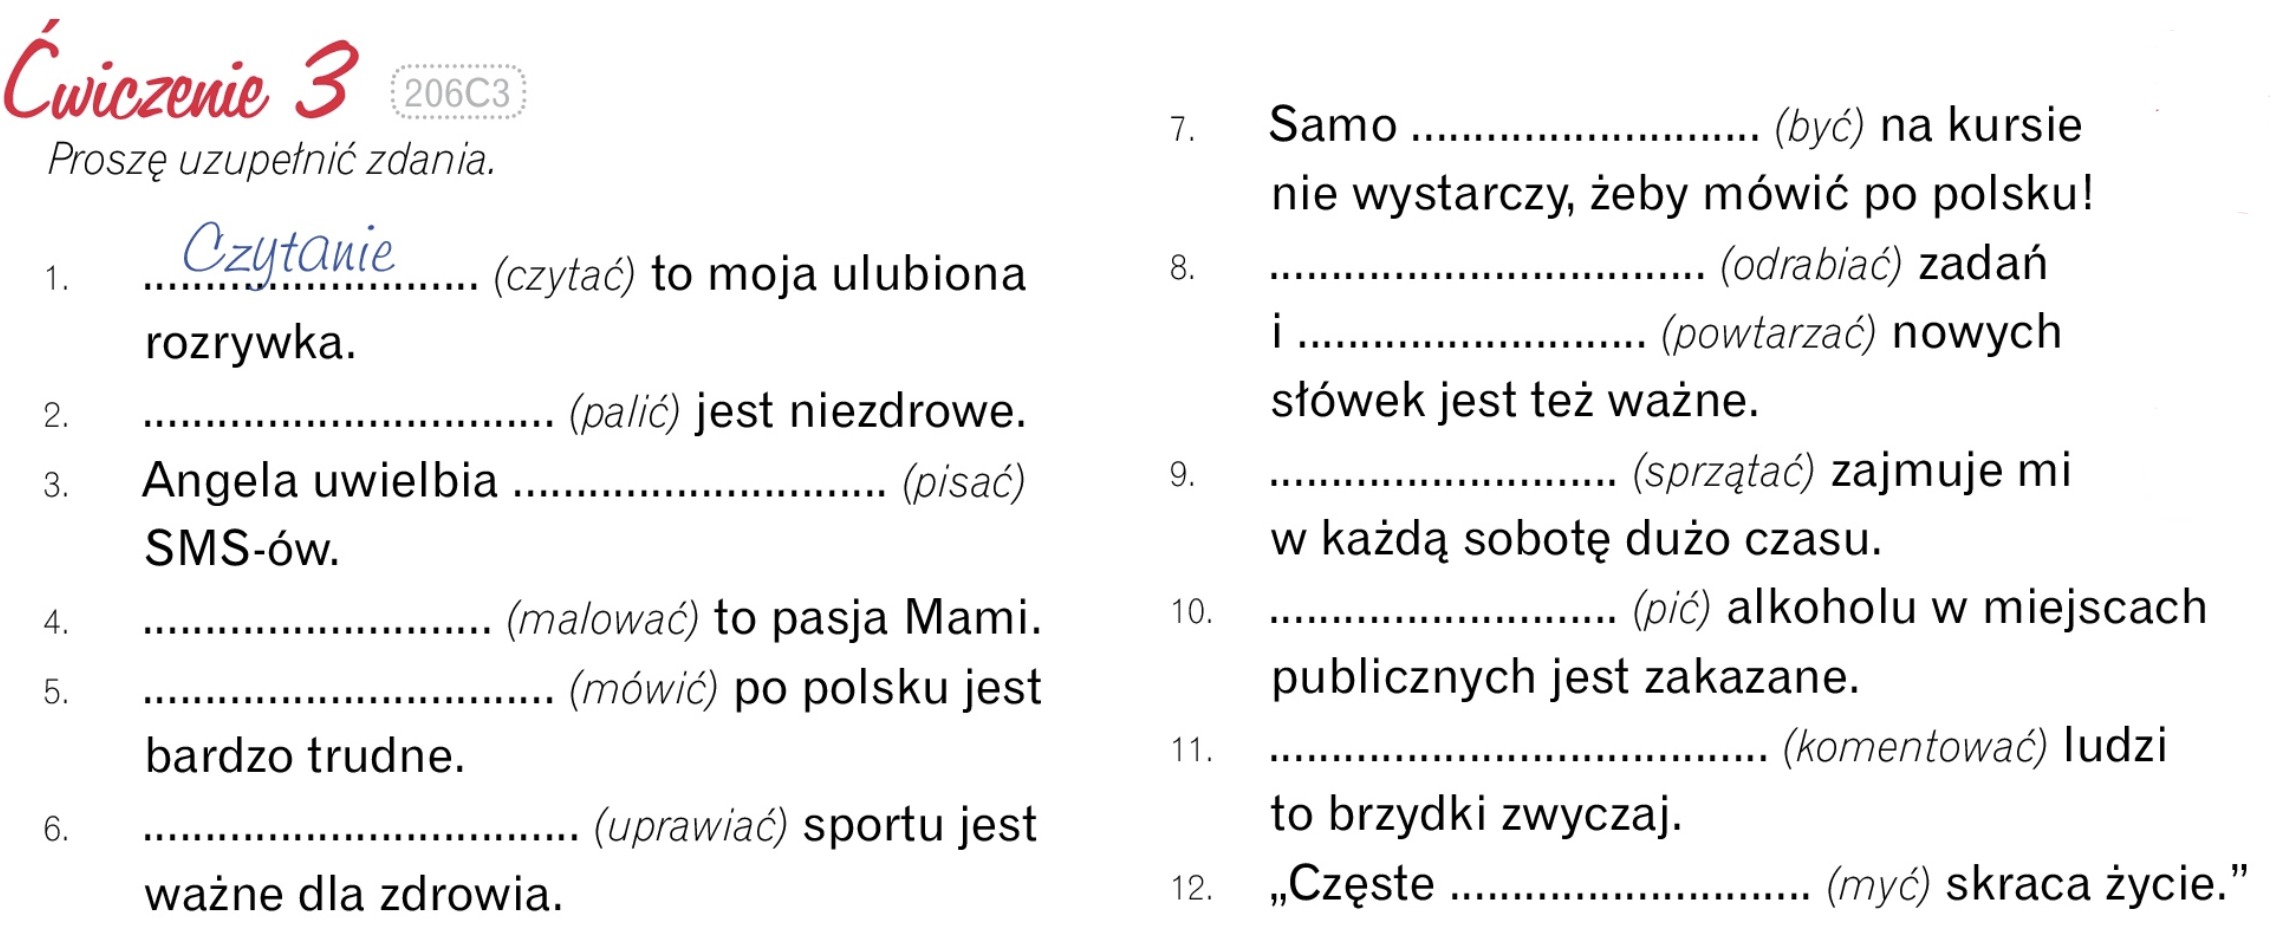 Ćwiczenie 3 206C3
Proszę uzupełnić zdania.
1. Czytanie (czytać) to moja ulubiona
rozrywka.
2. ................................. (palić) jest niezdrowe.
3. Angela uwielbia .............................. (pisać)
SMS-ów.
4. ............................ (malować) to pasja Mami.
5. ................................. (mówić) po polsku jest
bardzo trudne.
6. ................................... (uprawiać) sportu jest
ważne dla zdrowia.
7. Samo ............................ (być) na kursie
nie wystarczy, żeby mówić po polsku!
8. ................................... (odrabiać) zadań
i ............................ (powtarzać) nowych
słówek jest też ważne.
9. ............................ (sprzątać) zajmuje mi
w każdą sobotę dużo czasu.
10. ............................ (pić) alkoholu w miejscach
publicznych jest zakazane.
11. ........................................ (komentować) ludzi
to brzydki zwyczaj.
12. „Częste ............................. (myć) skraca życie.”